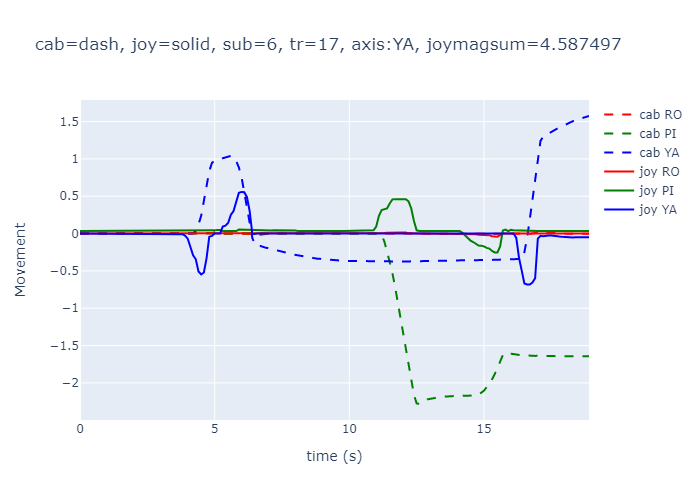 cab=dash, joy=solid, sub=6, tr=17, axis:YA, joymagsum=4.587497
Movement
1.5
1
0.5
0
−0.5
−1
−1.5
−2
0
5
10
15
time (s)
cab RO
cab PI
cab YA
joy RO
joy PI
joy YA